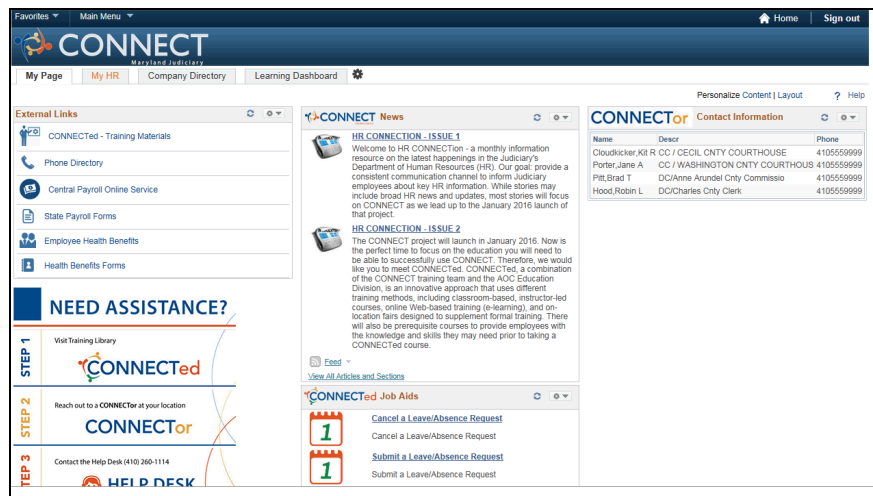 Favorites
Main Menu
Home
Sign out
CONNECT
Maryland Judiciary
My Page
My HR
Company Directory
Learning Dashboard
Personalize Content | Layout
? Help
External Links
CONNECTed - Training Materials
Phone Directory
Central Payroll Online Service
State Payroll Forms
Employee Health Benefits
Health Benefits Forms
NEED ASSISTANCE?
STEP 1
Visit Training Library
CONNECTed
STEP 2
Reach out to a CONNECTor at your location
CONNECTor
STEP 3
Contact the Help Desk (410) 260-1114
HELP DESK
CONNECT News
HR CONNECTION - ISSUE 1
Welcome to HR CONNECTion - a monthly information
resource on the latest happenings in the Judiciary's
Department of Human Resources (HR). Our goal: provide a
consistent communication channel to inform Judiciary
employees about key HR information. While stories may
include broad HR news and updates, most stories will focus
on CONNECT as we lead up to the January 2016 launch of
that project.
HR CONNECTION - ISSUE 2
The CONNECT project will launch in January 2016. Now is
the perfect time to focus on the education you will need to
be able to successfully use CONNECT. Therefore, we would
like you to meet CONNECTed. CONNECTed, a combination
of the CONNECT training team and the AOC Education
Division, is an innovative approach that uses different
training methods, including classroom-based, instructor-led
courses, online Web-based training (e-learning), and on-
location fairs designed to supplement formal training. There
will also be prerequisite courses to provide employees with
the knowledge and skills they may need prior to taking a
CONNECTed course.
Feed
View All Articles and Sections
CONNECTed Job Aids
1
Cancel a Leave/Absence Request
Cancel a Leave/Absence Request
1
Submit a Leave/Absence Request
Submit a Leave/Absence Request
CONNECTor Contact Information
Name Descr Phone
Cloudkicker,Kit R CC / CECIL CNTY COURTHOUSE 4105559999
Porter,Jane A CC / WASHINGTON CNTY COURTHOUS 4105559999
Pitt,Brad T DC/Anne Arundel Cnty Commissio 4105559999
Hood,Robin L DC/Charles Cnty Clerk 4105559999